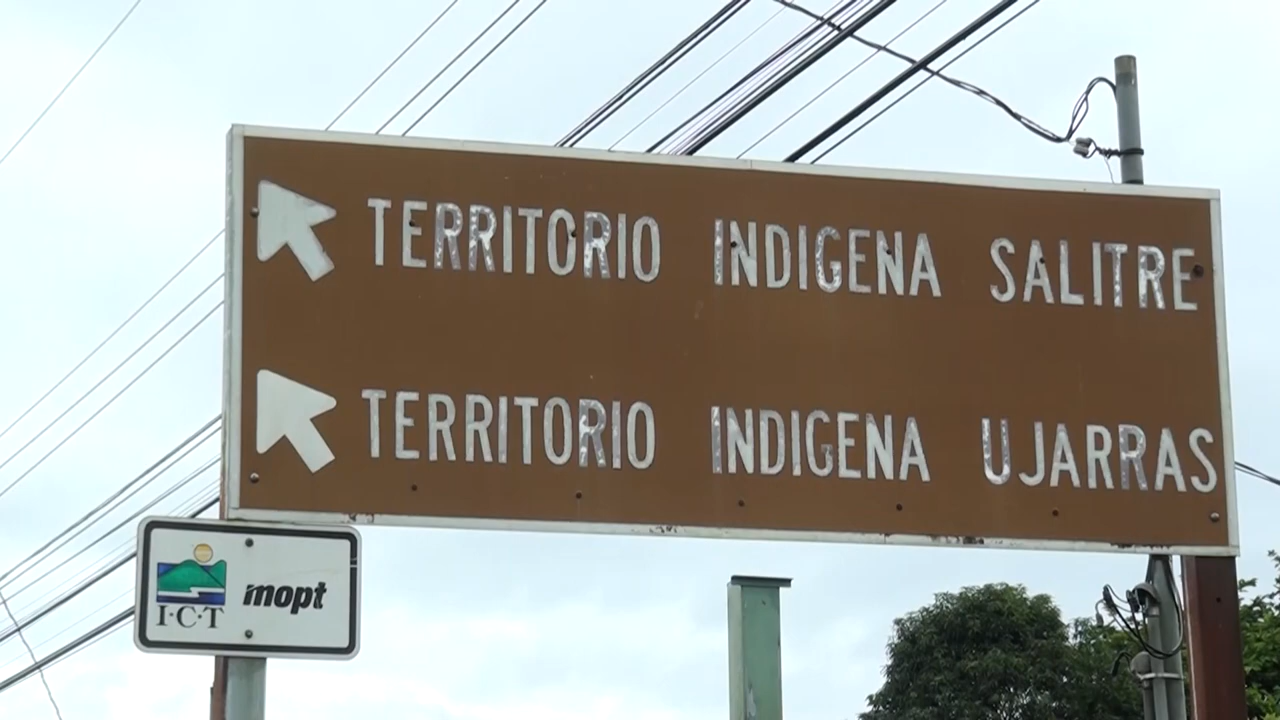 TERRITORIO INDIGENA SALITRE
TERRITORIO INDIGENA UJARRAS
I·C·T mopt